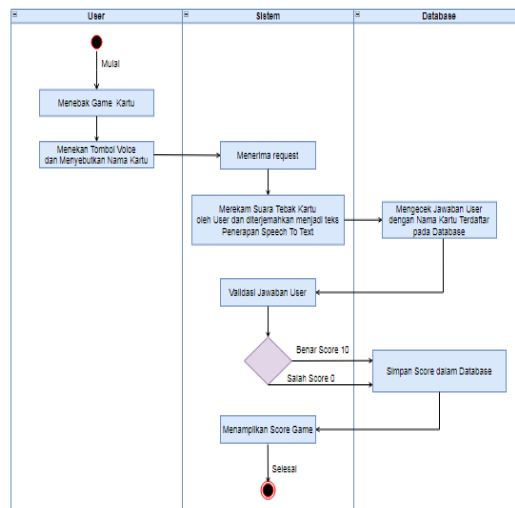 User
Sistem
Database
Mulai
Menebak Game Kartu
Menekan Tombol Voice
dan Menyebutkan Nama Kartu
Menerima request
Merekam Suara Tebak Kartu
oleh User dan diterjemahkan menjadi teks
Penerapan Speech To Text
Mengecek Jawaban User
dengan Nama Kartu Terdaftar
pada Database
Validasi Jawaban User
Benar Score 10
Salah Score 0
Simpan Score dalam Database
Menampilkan Score Game
Selesai